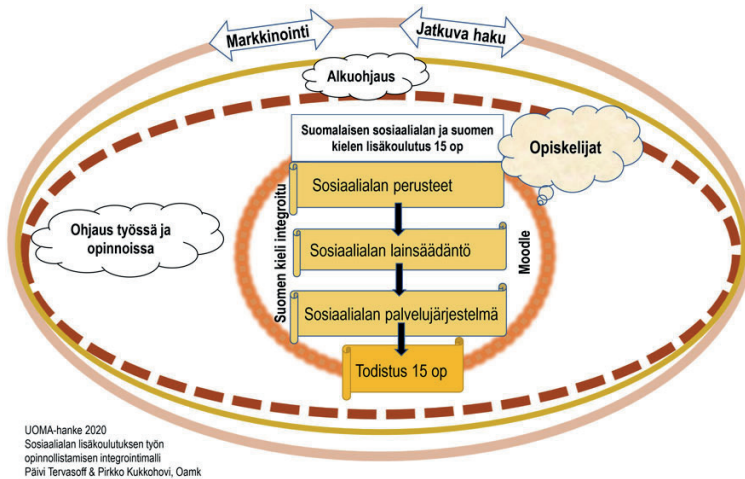 Markkinointi
Jatkuva haku
Alkuohjaus
Suomalaisen sosiaalialan ja suomen
kielen lisäkoulutus 15 op
Opiskelijat
Sosiaalialan perusteet
Ohjaus työssä ja
opinnoissa
Suomen kieli integroitu
Sosiaalialan lainsäädäntö
Moodle
Sosiaalialan palvelujärjestelmä
Todistus 15 op
UOMA-hanke 2020
Sosiaalialan lisäkoulutuksen työn
opinnollistamisen integrointimalli
Päivi Tervasoff & Pirkko Kukkohovi, Oamk